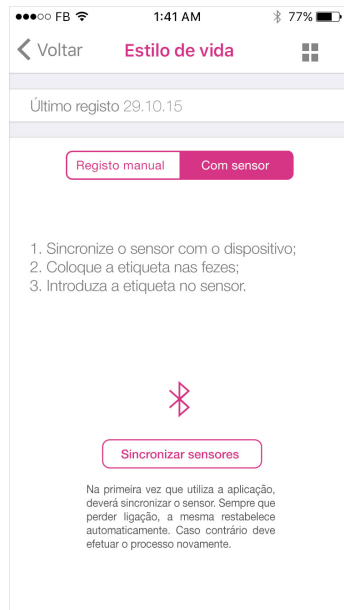 FB 1:41 AM 77%
Voltar Estilo de vida
Último registo 29.10.15
Registo manual Com sensor
1. Sincronize o sensor com o dispositivo;
2. Coloque a etiqueta nas fezes;
3. Introduza a etiqueta no sensor.
Sincronizar sensores
Na primeira vez que utiliza a aplicação,
deverá sincronizar o sensor. Sempre que
perder ligação, a mesma restabelece
automaticamente. Caso contrário deve
efetuar o processo novamente.